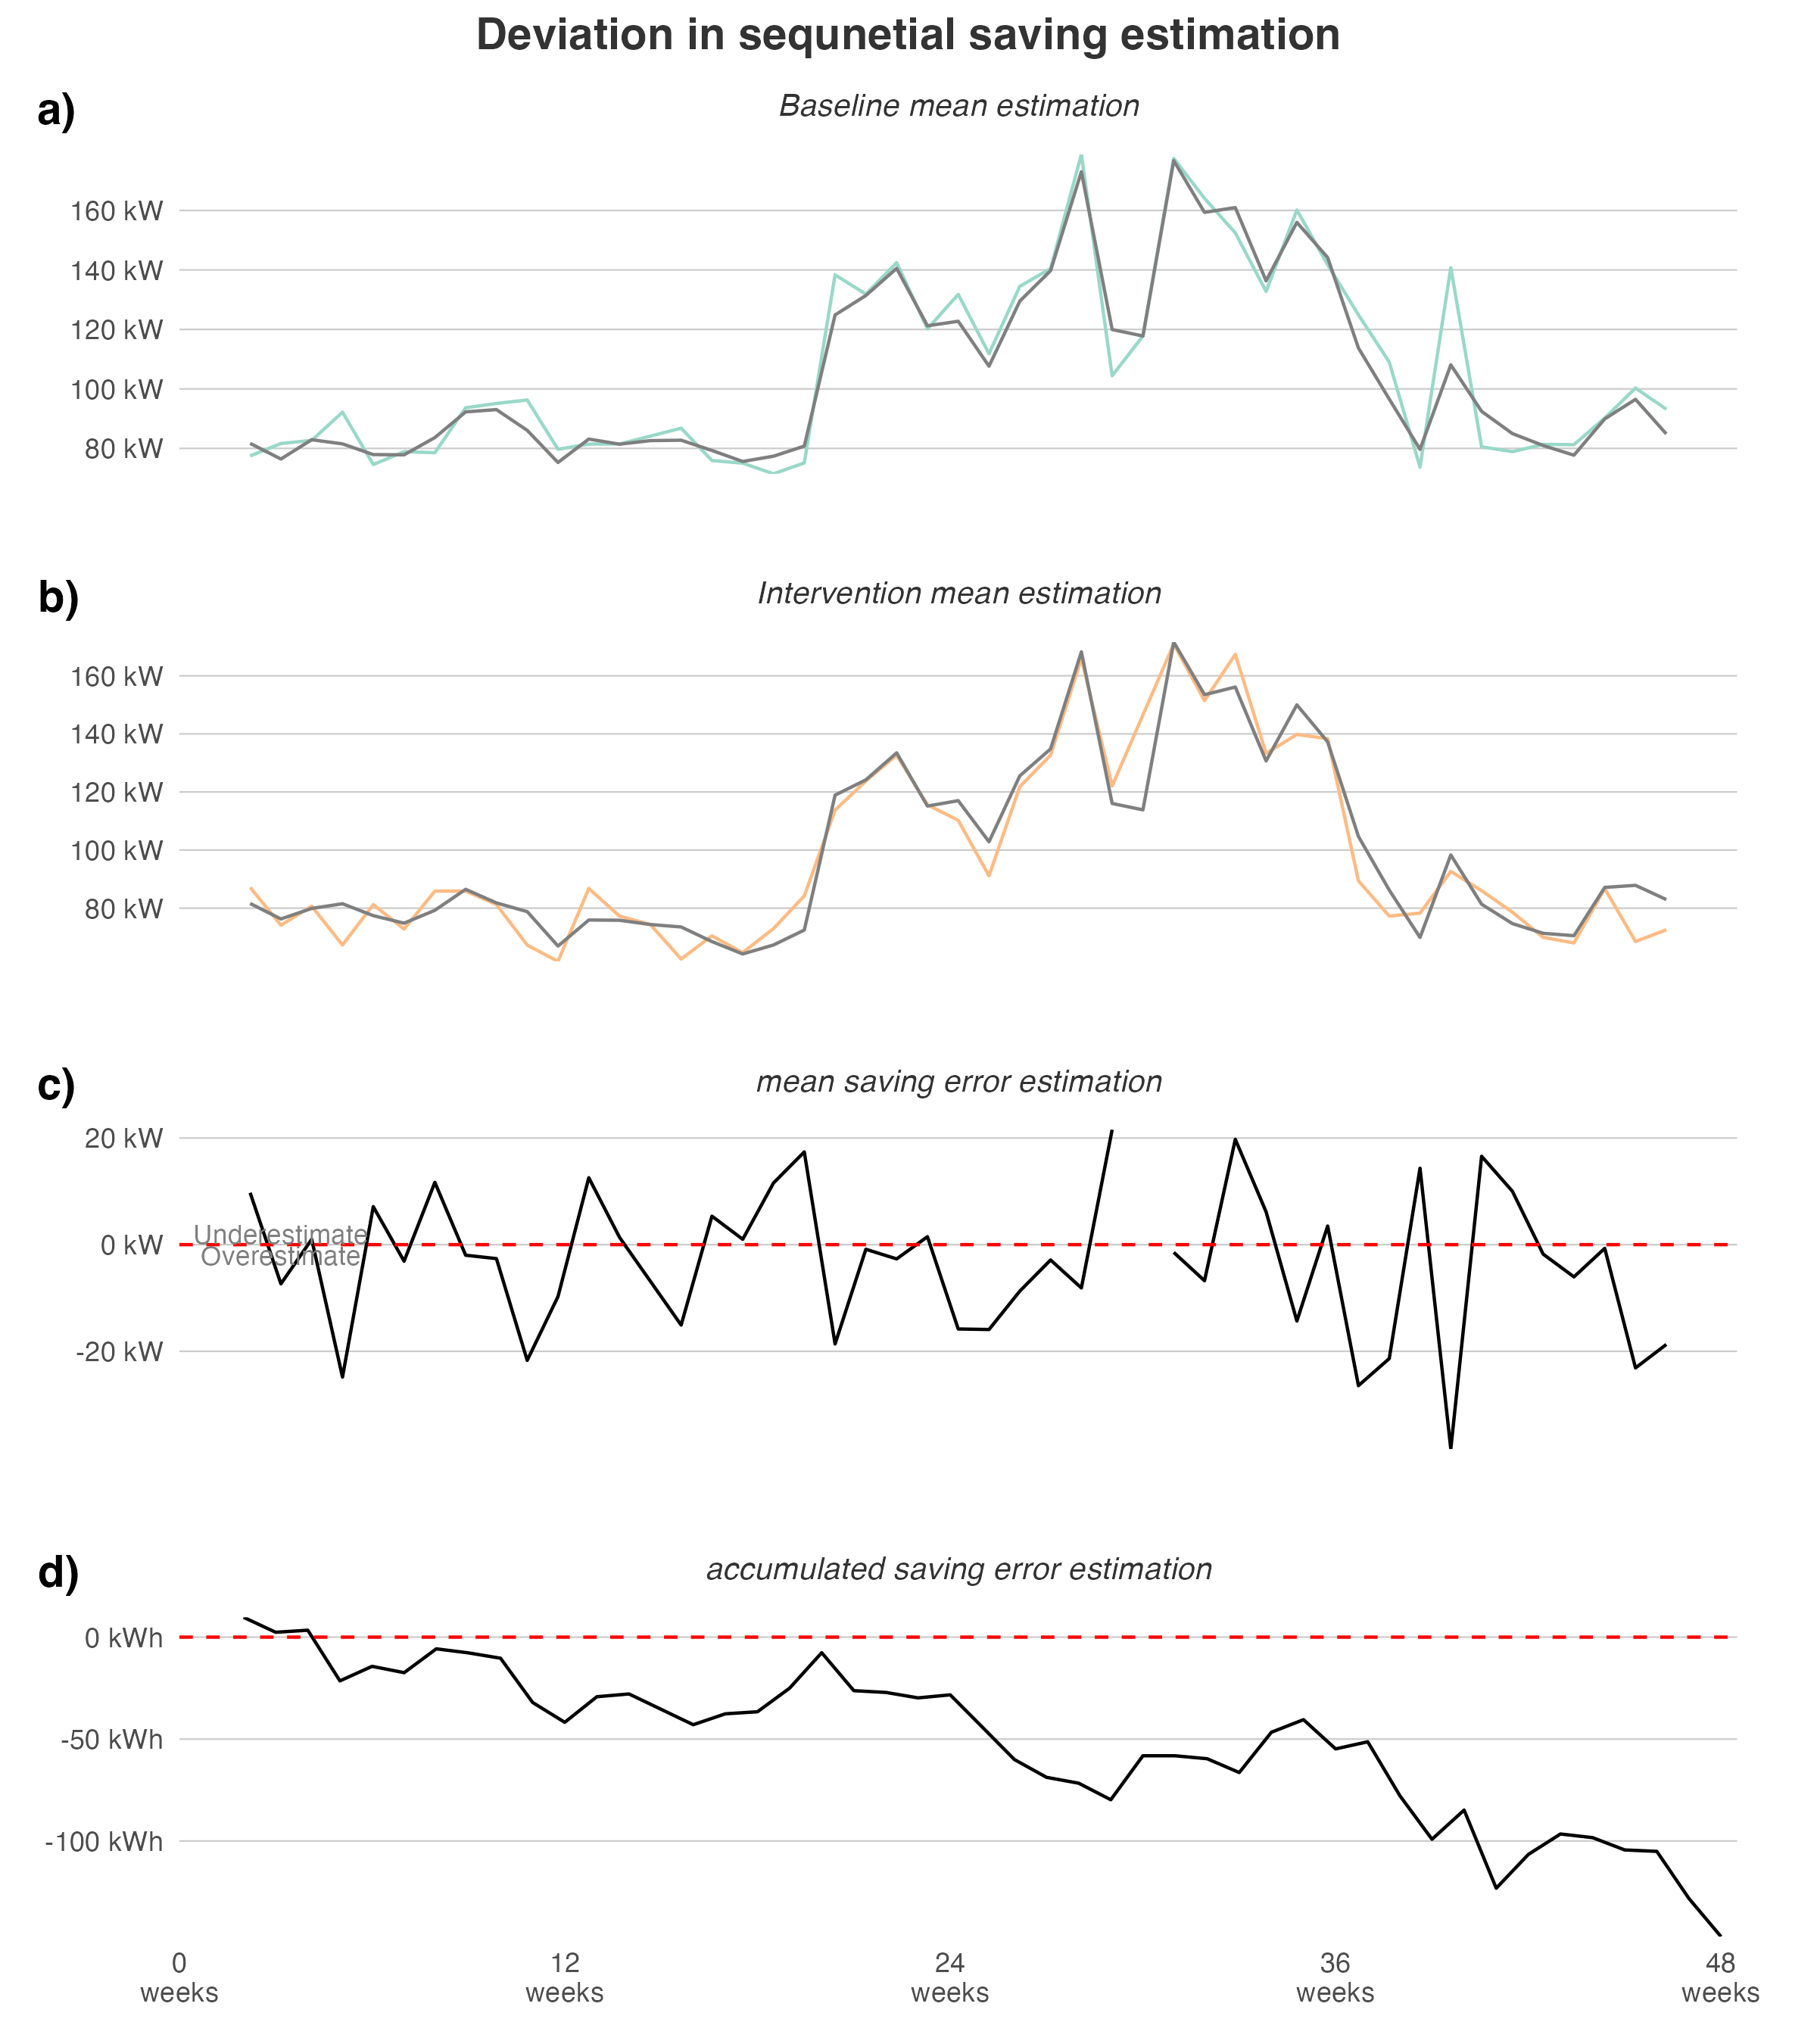 Deviation in sequnetial saving estimation
a)
Baseline mean estimation
160 kW
140 kW
120 kW
100 kW
80 kW
b)
Intervention mean estimation
160 kW
140 kW
120 kW
100 kW
80 kW
c)
mean saving error estimation
20 kW
Underestimate
0 kW
Overestimate
-20 kW
d)
accumulated saving error estimation
0 kWh
-50 kWh
-100 kWh
0 12 24 36 48
weeks weeks weeks weeks weeks